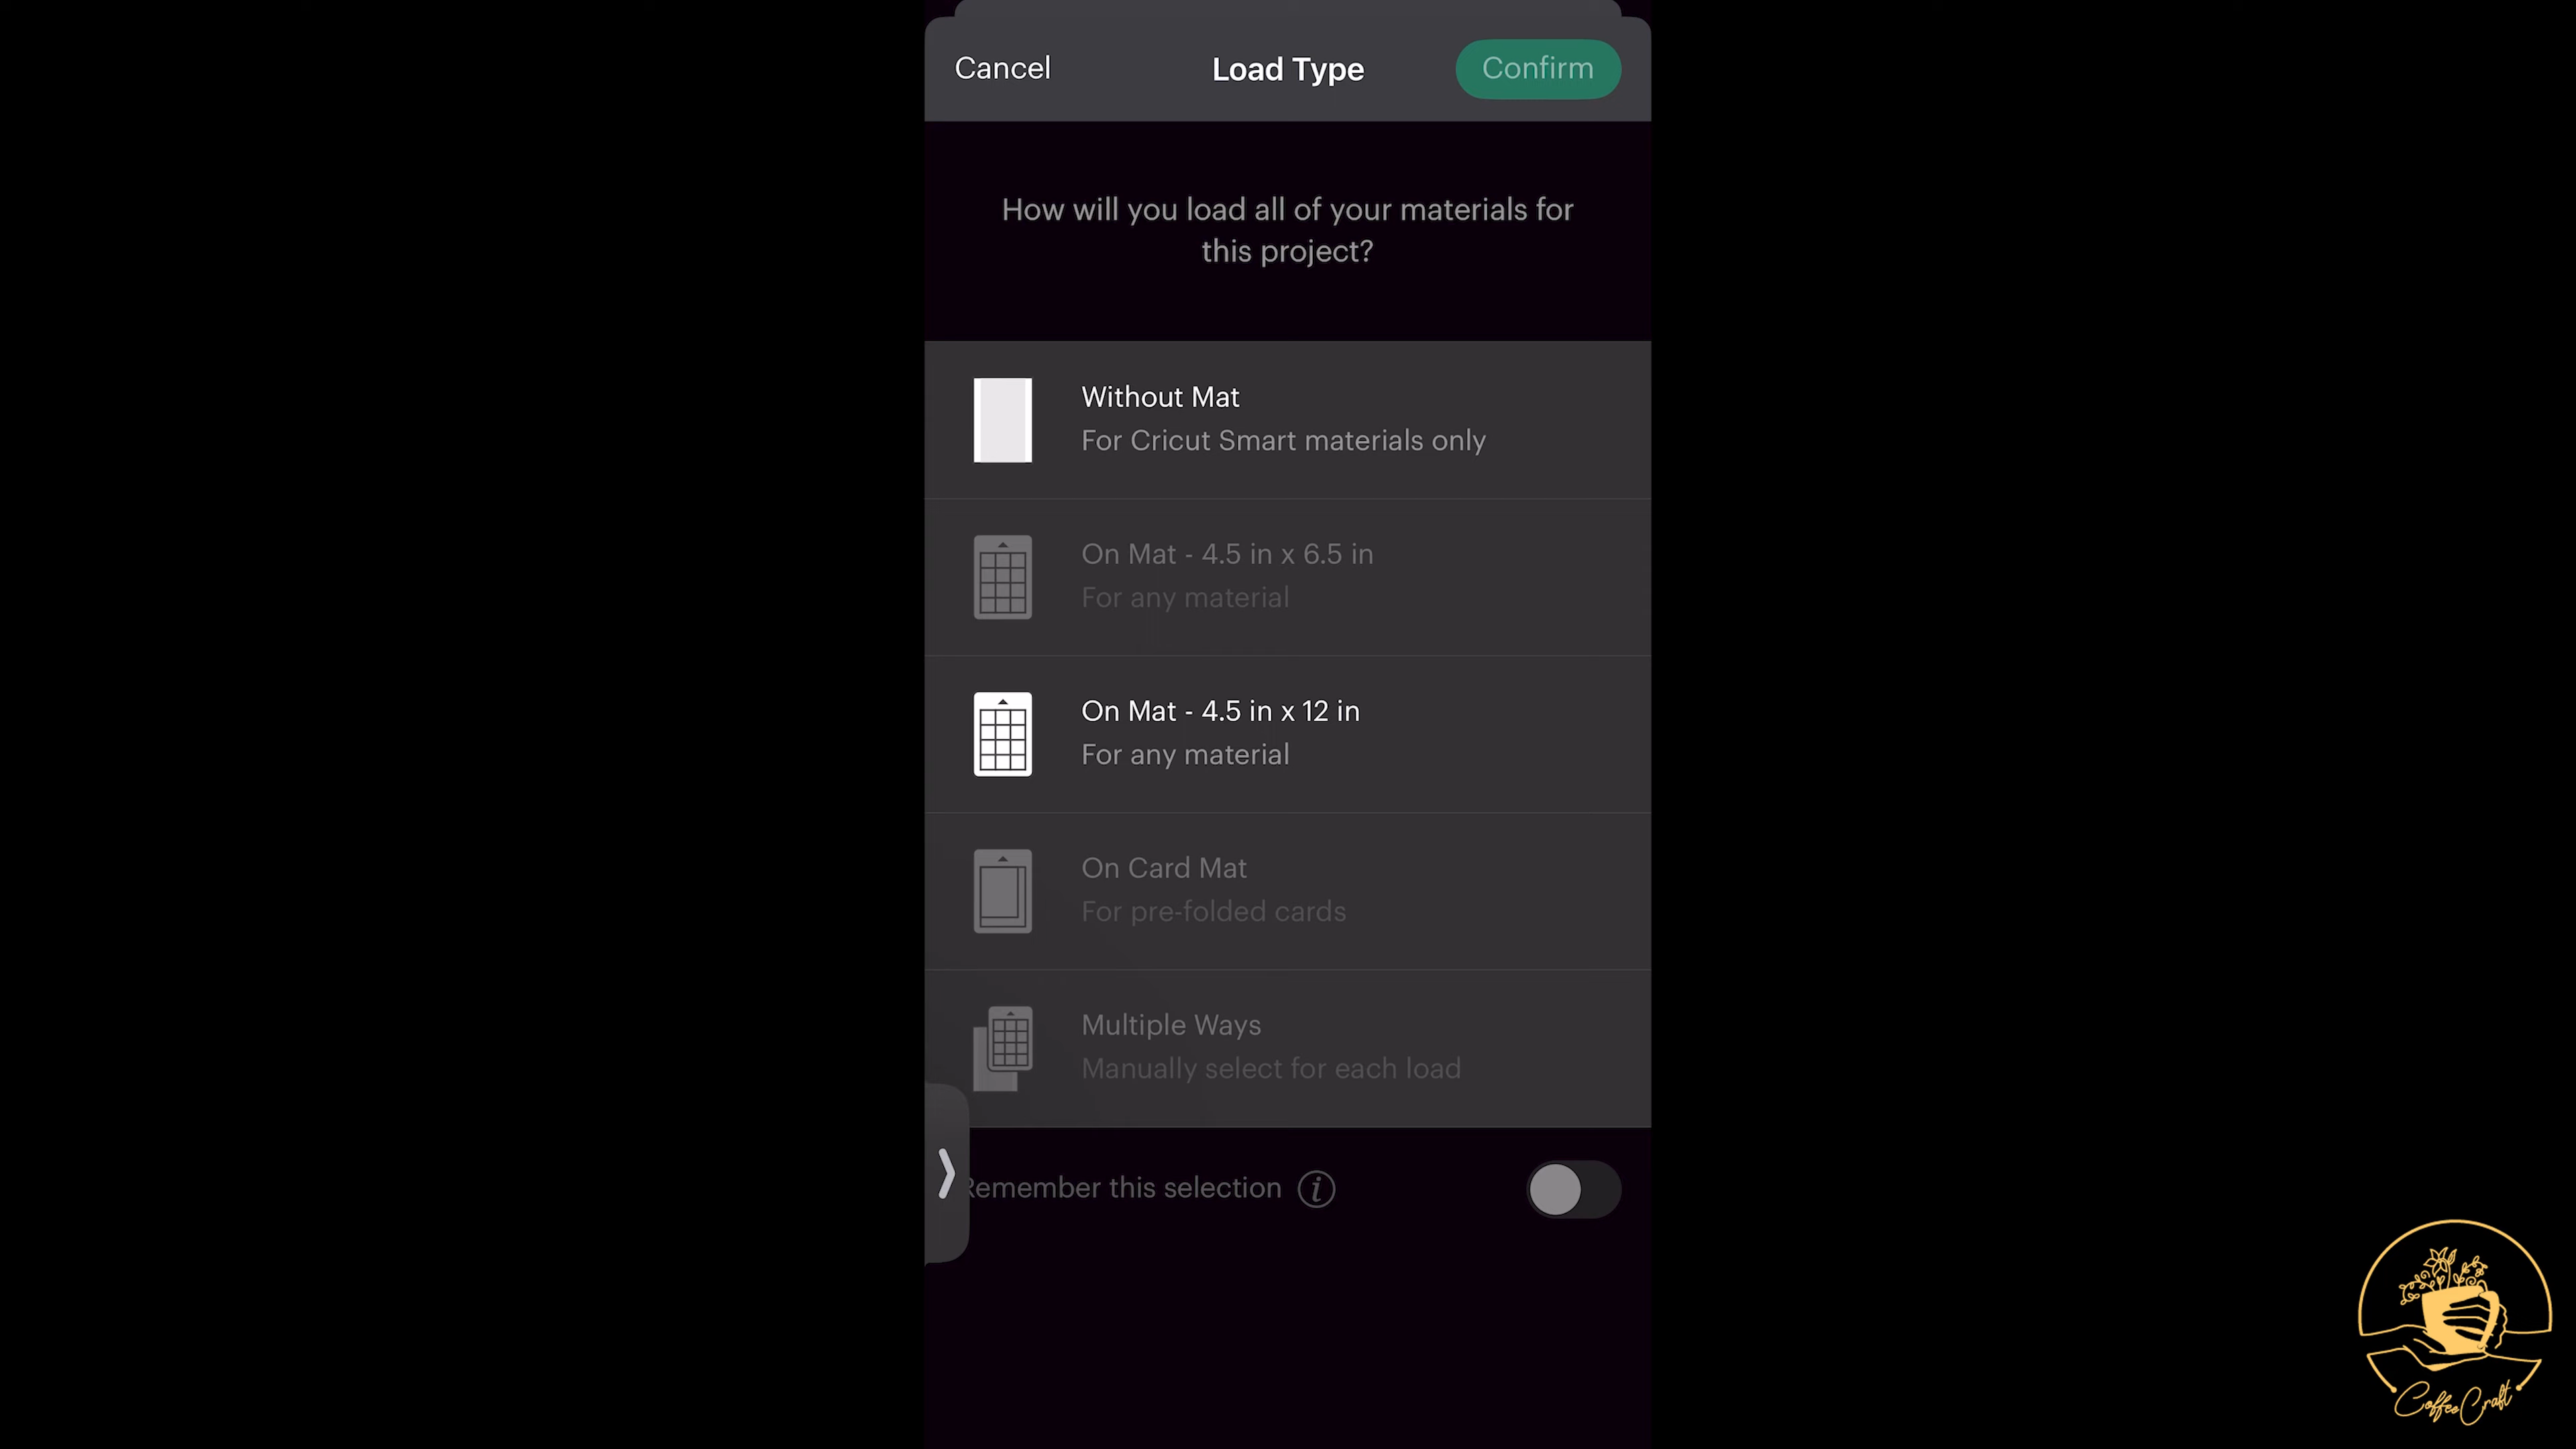 Cancel
Load Type
Confirm
How will you load all of your materials for
this project?
Without Mat
For Cricut Smart materials only
On Mat - 4.5 in x 6.5 in
For any material
On Mat - 4.5 in x 12 in
For any material
On Card Mat
For pre-folded cards
Multiple Ways
Manually select for each load
Remember this selection
CoffeeCraft